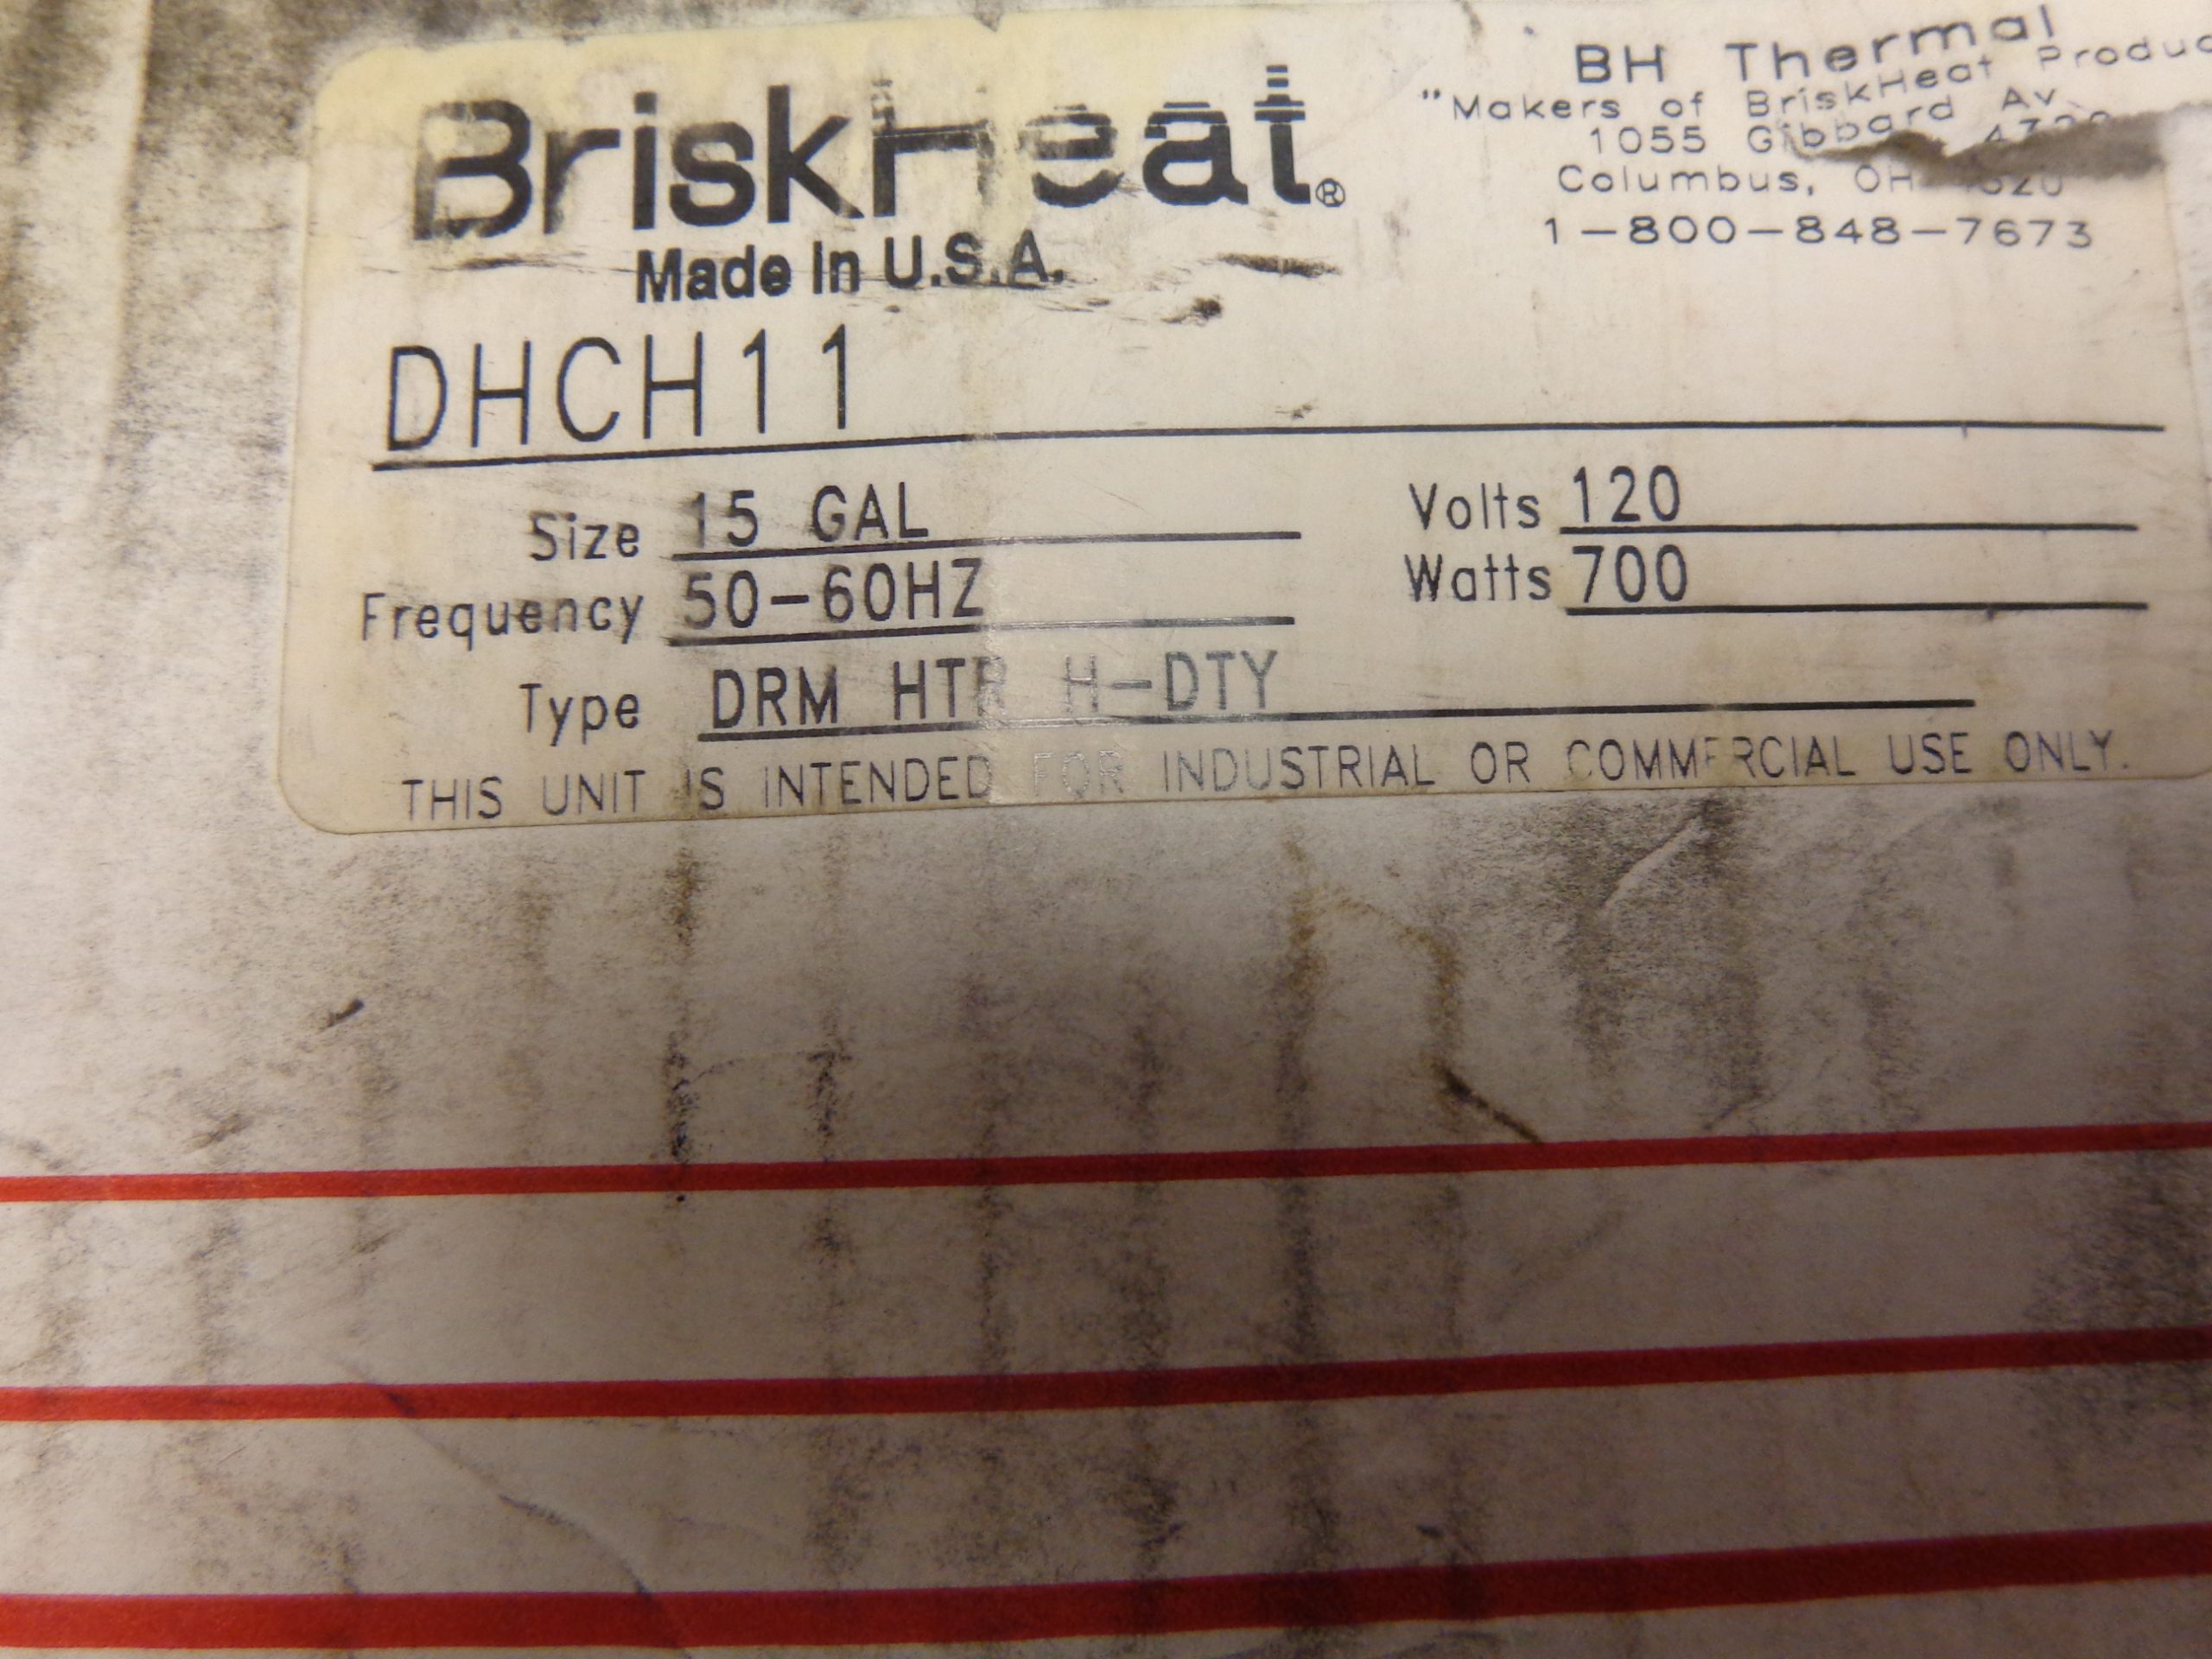 BriskHeat®
Made In U.S.A.
BH Thermal
"Makers of BriskHeat
1055 Gibbard
Columbus, OH
1-800-848-7673
DHCH11
Size 15 GAL
Volts 120
Frequency 50-60HZ
Watts 700
Type DRM HTR H-DTY
THIS UNIT IS INTENDED FOR INDUSTRIAL OR COMMERCIAL USE ONLY.